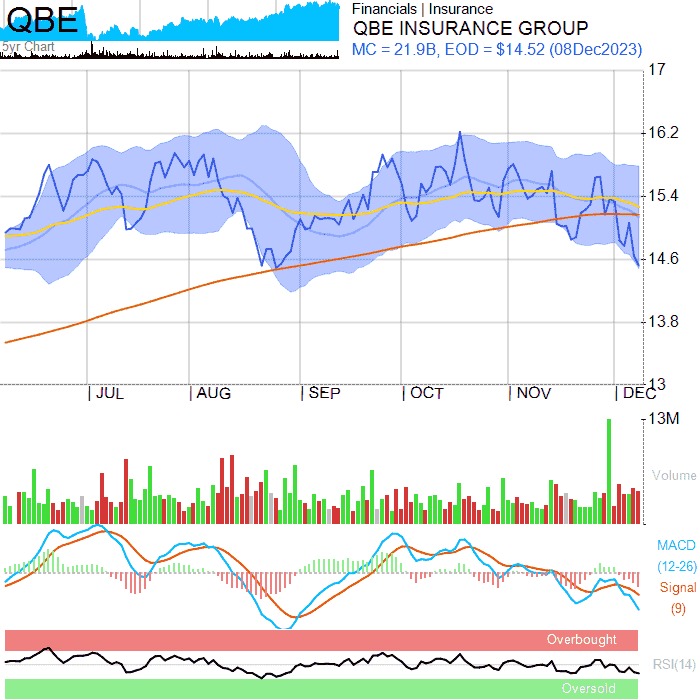 QBE
5yr Chart
Financials | Insurance
QBE INSURANCE GROUP
MC = 21.9B, EOD = $14.52 (08Dec2023)
17
16.2
15.4
14.6
13.8
13
JUL
AUG
SEP
OCT
NOV
DEC
13M
Volume
MACD
(12-26)
Signal
(9)
Overbought
RSI(14)
Oversold